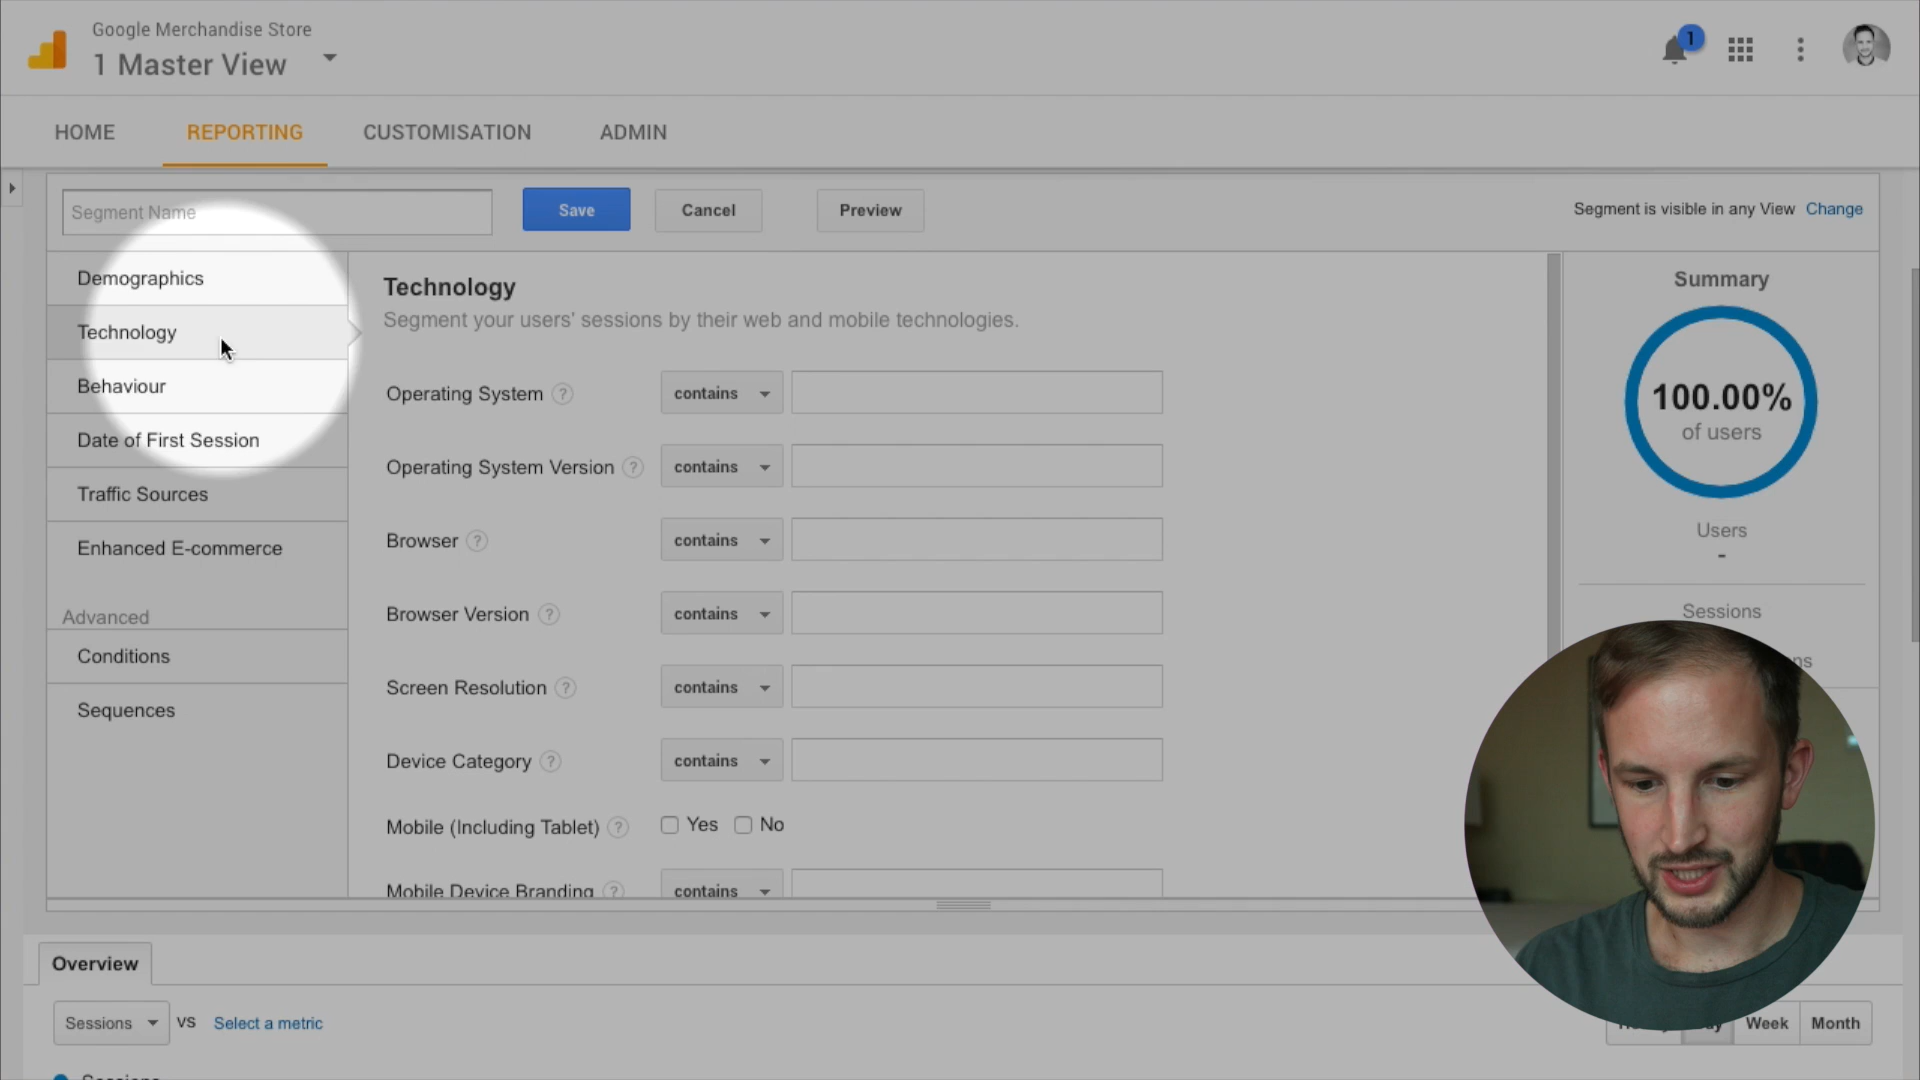 Google Merchandise Store
1 Master View
1
HOME
REPORTING
CUSTOMISATION
ADMIN
Segment Name
Save
Cancel
Preview
Segment is visible in any View Change
Demographics
Technology
Behaviour
Date of First Session
Traffic Sources
Enhanced E-commerce
Advanced
Conditions
Sequences
Technology
Segment your users' sessions by their web and mobile technologies.
Operating System ? contains
Operating System Version ? contains
Browser ? contains
Browser Version ? contains
Screen Resolution ? contains
Device Category ? contains
Mobile (Including Tablet) ? Yes No
Mobile Device Branding ? contains
Summary
100.00%
of users
Users
-
Sessions
Overview
Sessions VS Select a metric
Week
Month
Sessions